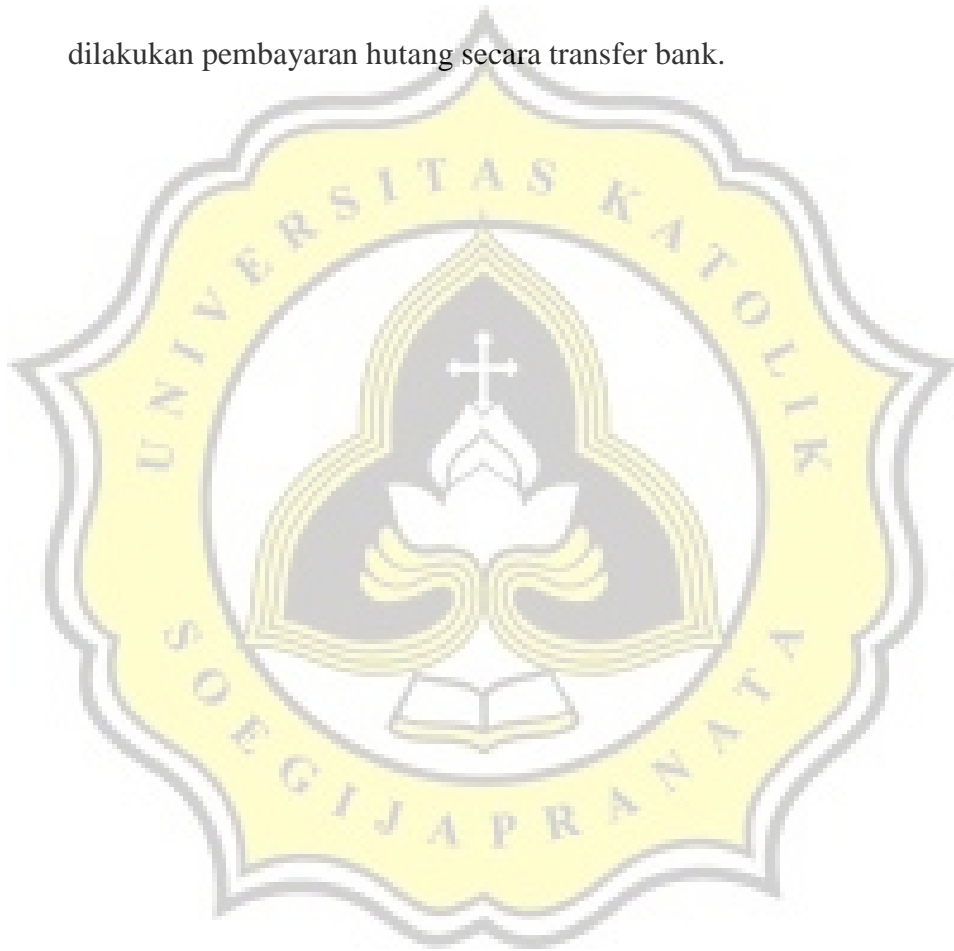 dilakukan pembayaran hutang secara transfer bank.
UNIVERSITAS KATOLIK
SOEGIJAPRANATA